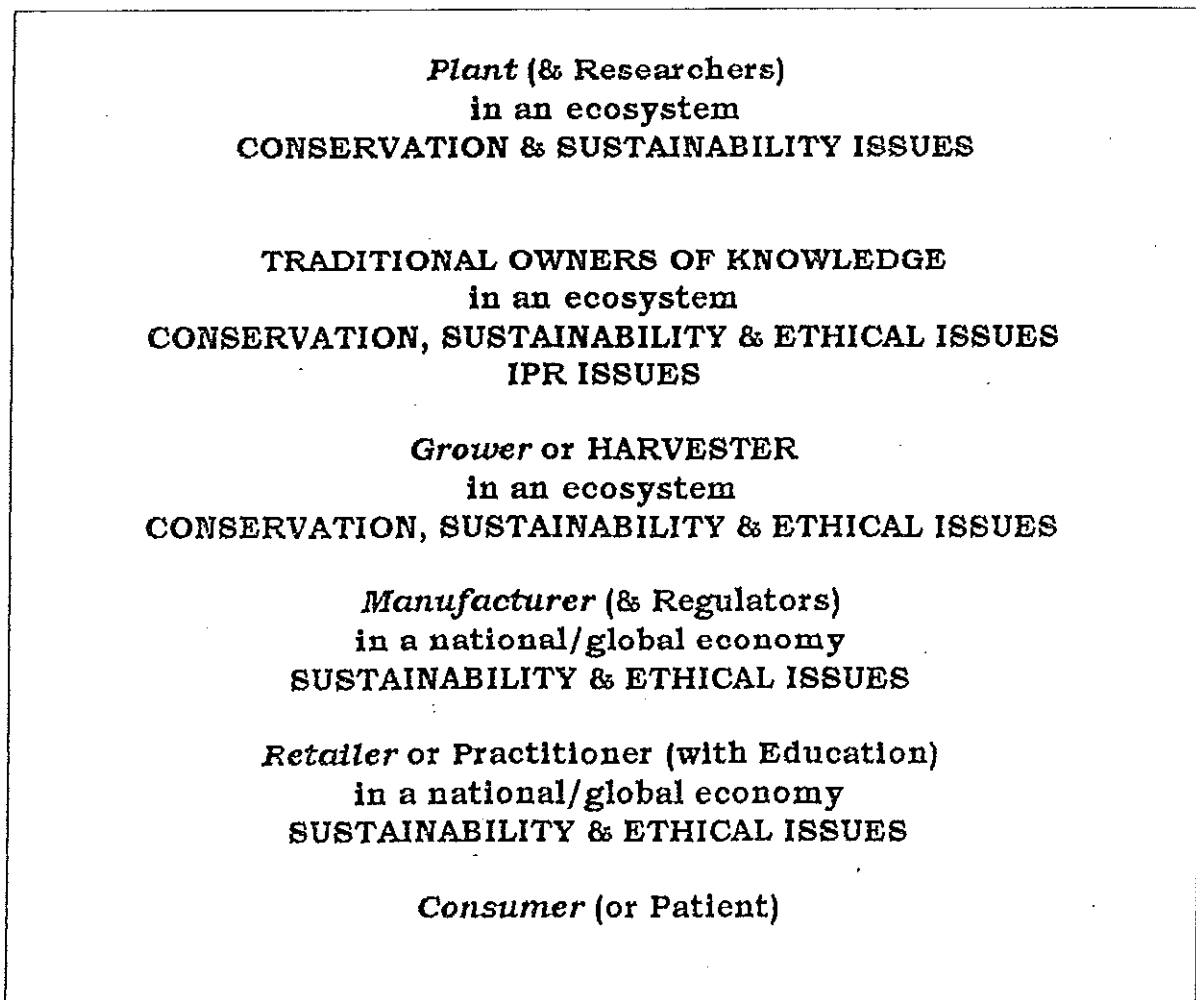 Plant (& Researchers)
in an ecosystem
CONSERVATION & SUSTAINABILITY ISSUES
TRADITIONAL OWNERS OF KNOWLEDGE
in an ecosystem
CONSERVATION, SUSTAINABILITY & ETHICAL ISSUES
IPR ISSUES
Grower or HARVESTER
in an ecosystem
CONSERVATION, SUSTAINABILITY & ETHICAL ISSUES
Manufacturer (& Regulators)
in a national/global economy
SUSTAINABILITY & ETHICAL ISSUES
Retailer or Practitioner (with Education)
in a national/global economy
SUSTAINABILITY & ETHICAL ISSUES
Consumer (or Patient)